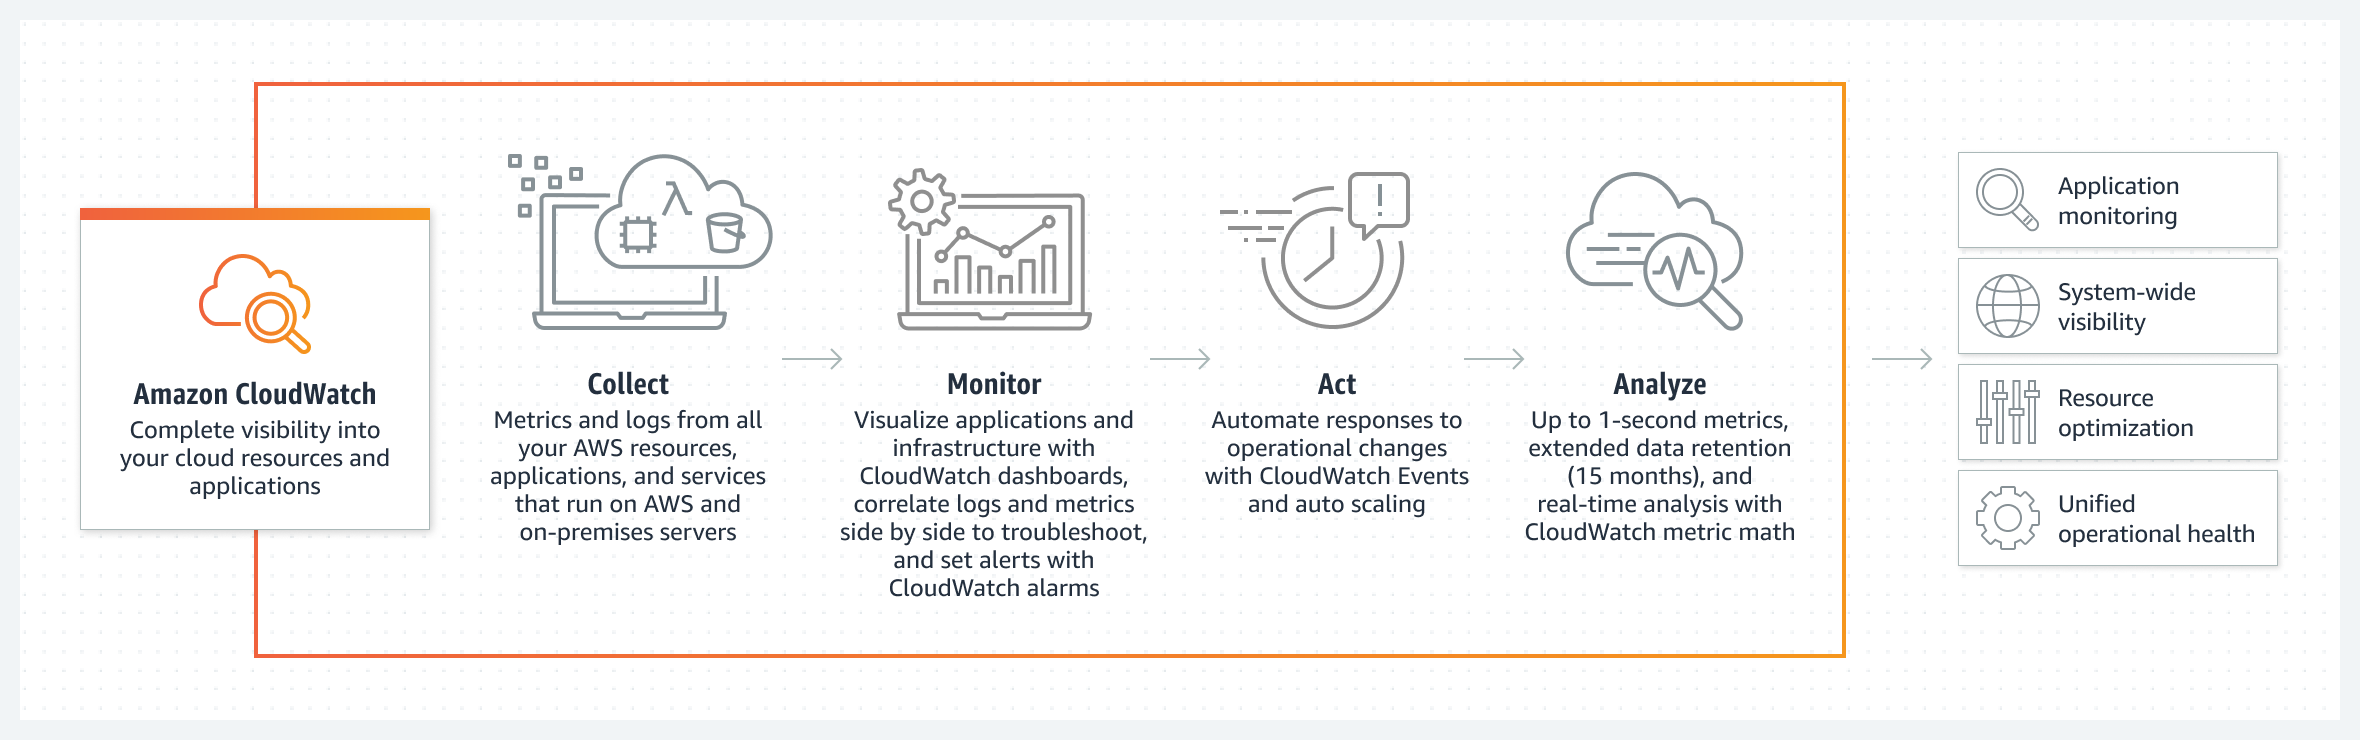 Amazon CloudWatch
Complete visibility into
your cloud resources and
applications
Collect
Metrics and logs from all
your AWS resources,
applications, and services
that run on AWS and
on-premises servers
Monitor
Visualize applications and
infrastructure with
CloudWatch dashboards,
correlate logs and metrics
side by side to troubleshoot,
and set alerts with
CloudWatch alarms
Act
Automate responses to
operational changes
with CloudWatch Events
and auto scaling
Analyze
Up to 1-second metrics,
extended data retention
(15 months), and
real-time analysis with
CloudWatch metric math
Application
monitoring
System-wide
visibility
Resource
optimization
Unified
operational health